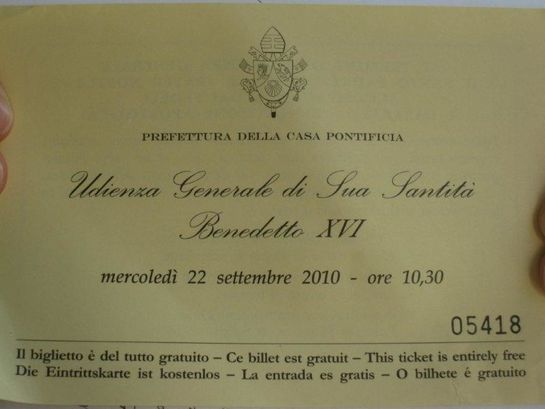 PREFETTURA DELLA CASA PONTIFICIA
Udienza Generale di Sua Santità
Benedetto XVI
mercoledì 22 settembre 2010 - ore 10,30
05418
Il biglietto è del tutto gratuito – Ce billet est gratuit – This ticket is entirely free
Die Eintrittskarte ist kostenlos – La entrada es gratis – O bilhete é gratuito